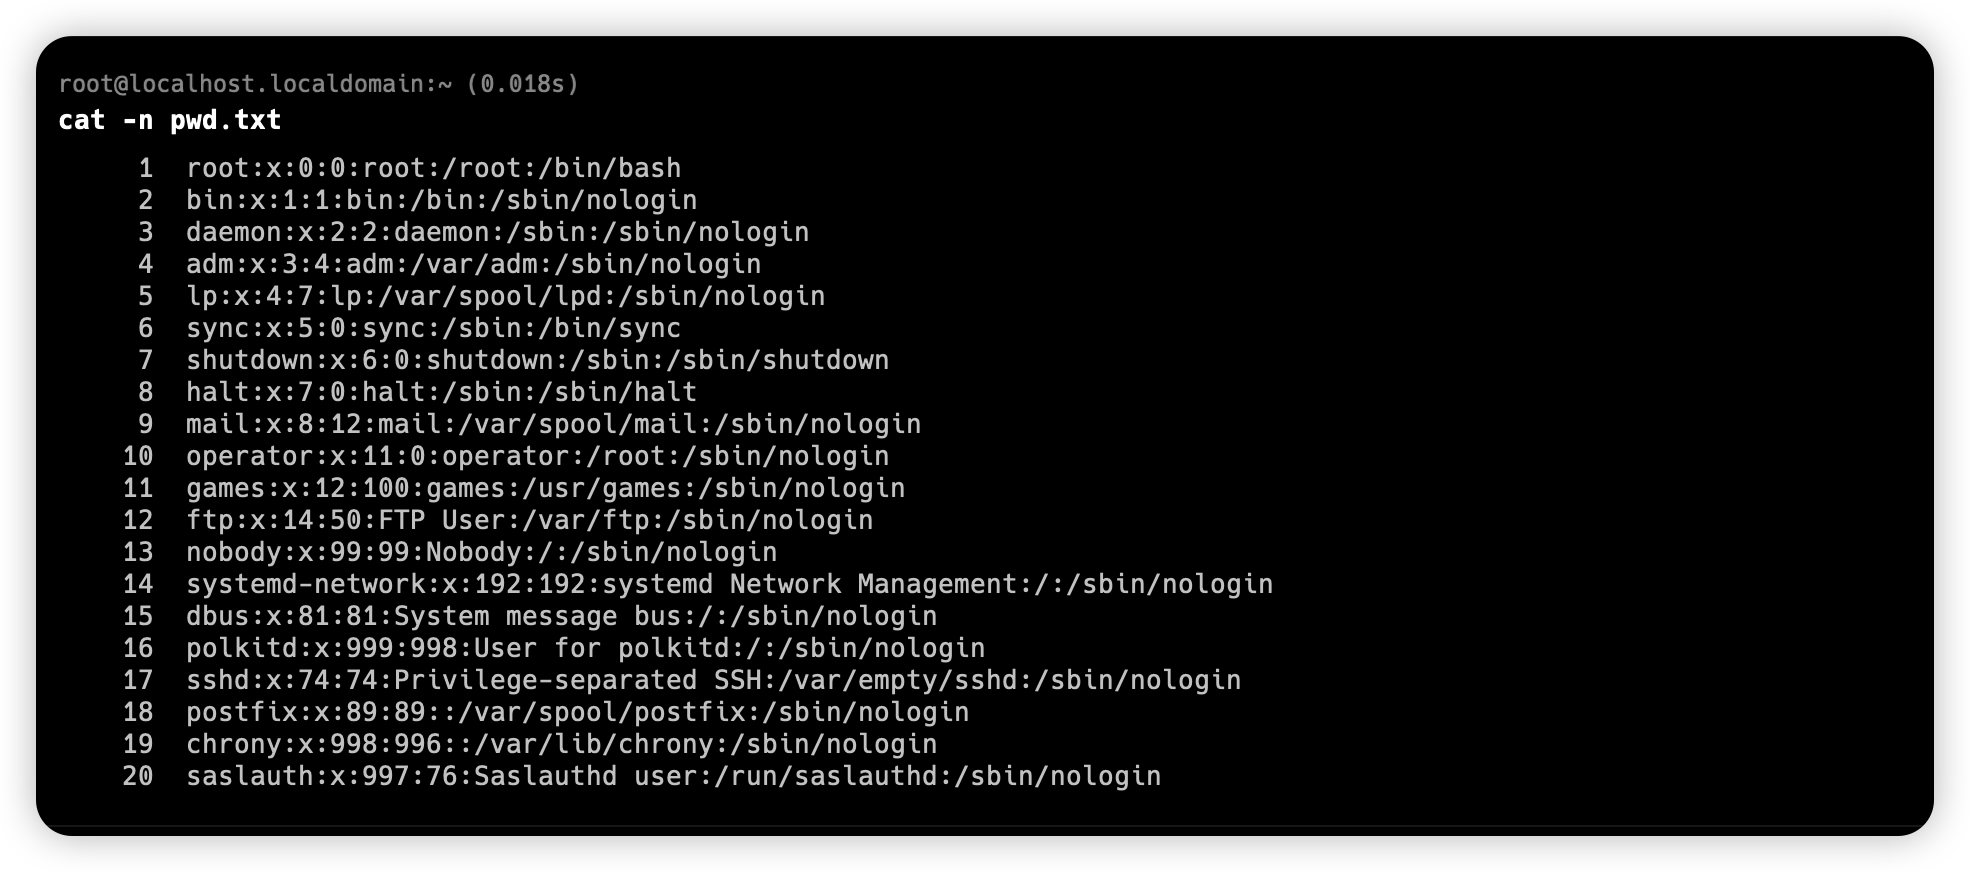 root@localhost.localdomain:~ (0.018s)
cat -n pwd.txt
1 root:x:0:0:root:/root:/bin/bash
2 bin:x:1:1:bin:/bin:/sbin/nologin
3 daemon:x:2:2:daemon:/sbin:/sbin/nologin
4 adm:x:3:4:adm:/var/adm:/sbin/nologin
5 lp:x:4:7:lp:/var/spool/lpd:/sbin/nologin
6 sync:x:5:0:sync:/sbin:/bin/sync
7 shutdown:x:6:0:shutdown:/sbin:/sbin/shutdown
8 halt:x:7:0:halt:/sbin:/sbin/halt
9 mail:x:8:12:mail:/var/spool/mail:/sbin/nologin
10 operator:x:11:0:operator:/root:/sbin/nologin
11 games:x:12:100:games:/usr/games:/sbin/nologin
12 ftp:x:14:50:FTP User:/var/ftp:/sbin/nologin
13 nobody:x:99:99:Nobody:/:/sbin/nologin
14 systemd-network:x:192:192:systemd Network Management:/:/sbin/nologin
15 dbus:x:81:81:System message bus:/:/sbin/nologin
16 polkitd:x:999:998:User for polkitd:/:/sbin/nologin
17 sshd:x:74:74:Privilege-separated SSH:/var/empty/sshd:/sbin/nologin
18 postfix:x:89:89::/var/spool/postfix:/sbin/nologin
19 chrony:x:998:996::/var/lib/chrony:/sbin/nologin
20 saslauth:x:997:76:Saslauthd user:/run/saslauthd:/sbin/nologin